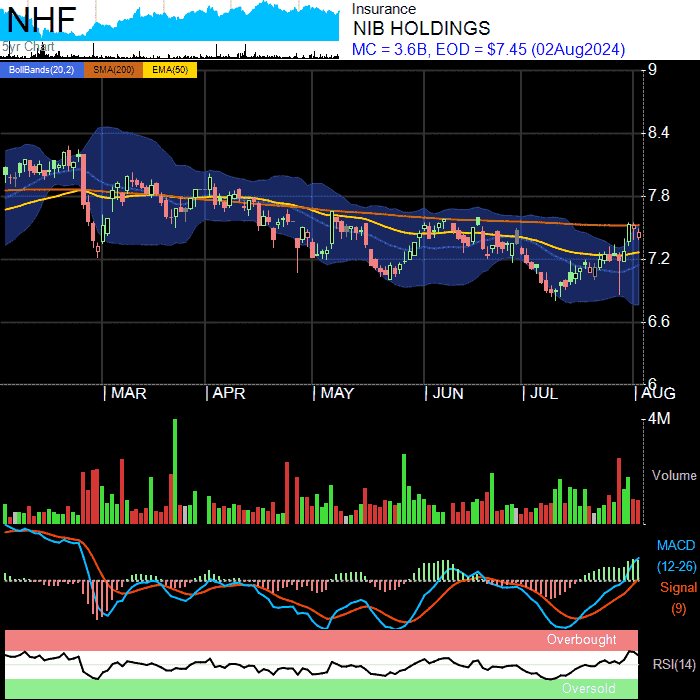 NHF
Insurance
NIB HOLDINGS
5yr Chart
MC = 3.6B, EOD = $7.45 (02Aug2024)
BollBands(20,2) SMA(200) EMA(50)
9
8.4
7.8
7.2
6.6
6
MAR APR MAY JUN JUL AUG
4M
Volume
MACD
(12-26)
Signal
(9)
Overbought
RSI(14)
Oversold